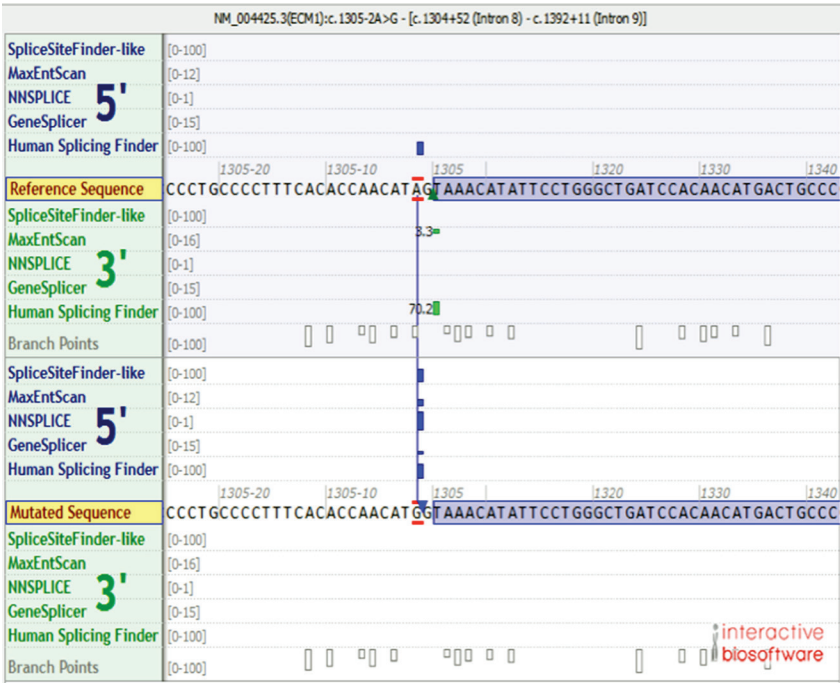 NM_004425.3(ECM1):c.1305-2A>G - [c.1304+52 (Intron 8) - c.1392+11 (Intron 9)]
SpliceSiteFinder-like [0-100]
MaxEntScan [0-12]
NNSPLICE 5' [0-1]
GeneSplicer [0-15]
Human Splicing Finder [0-100]
1305-20 1305-10 1305 1320 1330 1340
Reference Sequence CCCTGCCCCTTTCACACCAACATAGTAAACATATTCCTGGGCTGATCCACAACATGACTGCCC
SpliceSiteFinder-like [0-100]
MaxEntScan [0-16] 3.3
NNSPLICE 3' [0-1]
GeneSplicer [0-15]
Human Splicing Finder [0-100] 70.2
Branch Points [0-100]
SpliceSiteFinder-like [0-100]
MaxEntScan [0-12]
NNSPLICE 5' [0-1]
GeneSplicer [0-15]
Human Splicing Finder [0-100]
1305-20 1305-10 1305 1320 1330 1340
Mutated Sequence CCCTGCCCCTTTCACACCAACATGGTAAACATATTCCTGGGCTGATCCACAACATGACTGCCC
SpliceSiteFinder-like [0-100]
MaxEntScan [0-16]
NNSPLICE 3' [0-1]
GeneSplicer [0-15]
Human Splicing Finder [0-100]
Branch Points [0-100]
interactive
biosoftware